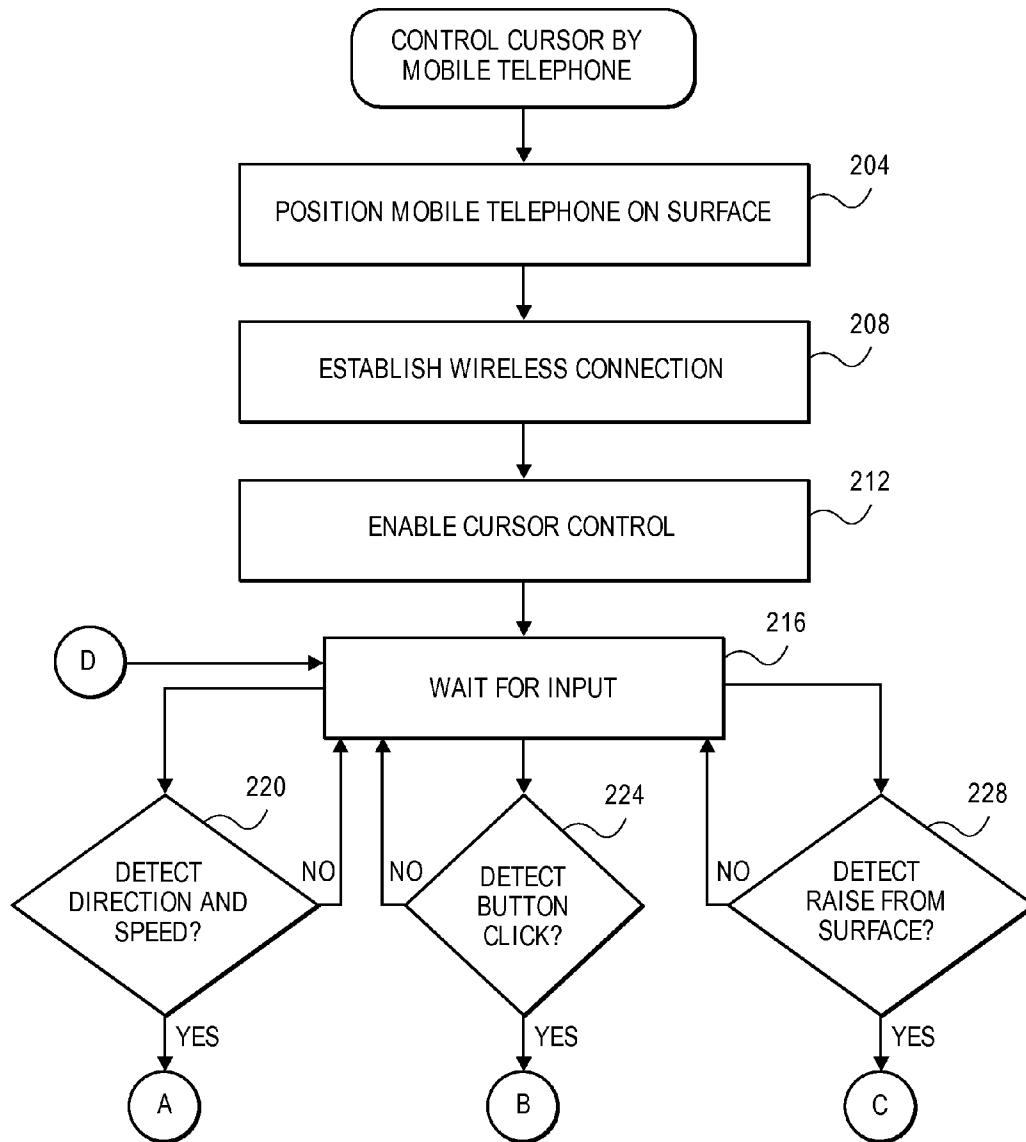 CONTROL CURSOR BY
MOBILE TELEPHONE
204
POSITION MOBILE TELEPHONE ON SURFACE
208
ESTABLISH WIRELESS CONNECTION
212
ENABLE CURSOR CONTROL
216
D
WAIT FOR INPUT
220
224
228
DETECT
DIRECTION AND
SPEED?
NO
NO
DETECT
BUTTON
CLICK?
NO
DETECT
RAISE FROM
SURFACE?
YES
YES
YES
A
B
C